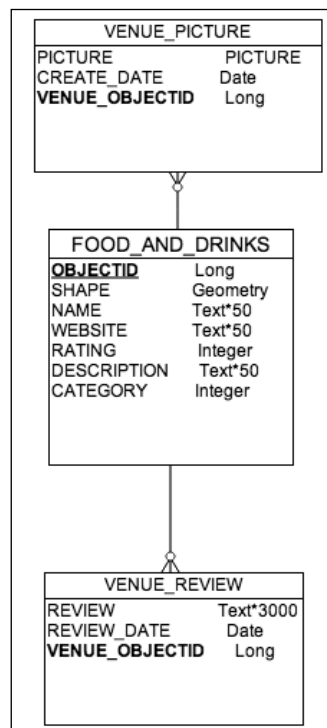 VENUE_PICTURE
PICTURE PICTURE
CREATE_DATE Date
VENUE_OBJECTID Long
FOOD_AND_DRINKS
OBJECTID Long
SHAPE Geometry
NAME Text*50
WEBSITE Text*50
RATING Integer
DESCRIPTION Text*50
CATEGORY Integer
VENUE_REVIEW
REVIEW Text*3000
REVIEW_DATE Date
VENUE_OBJECTID Long